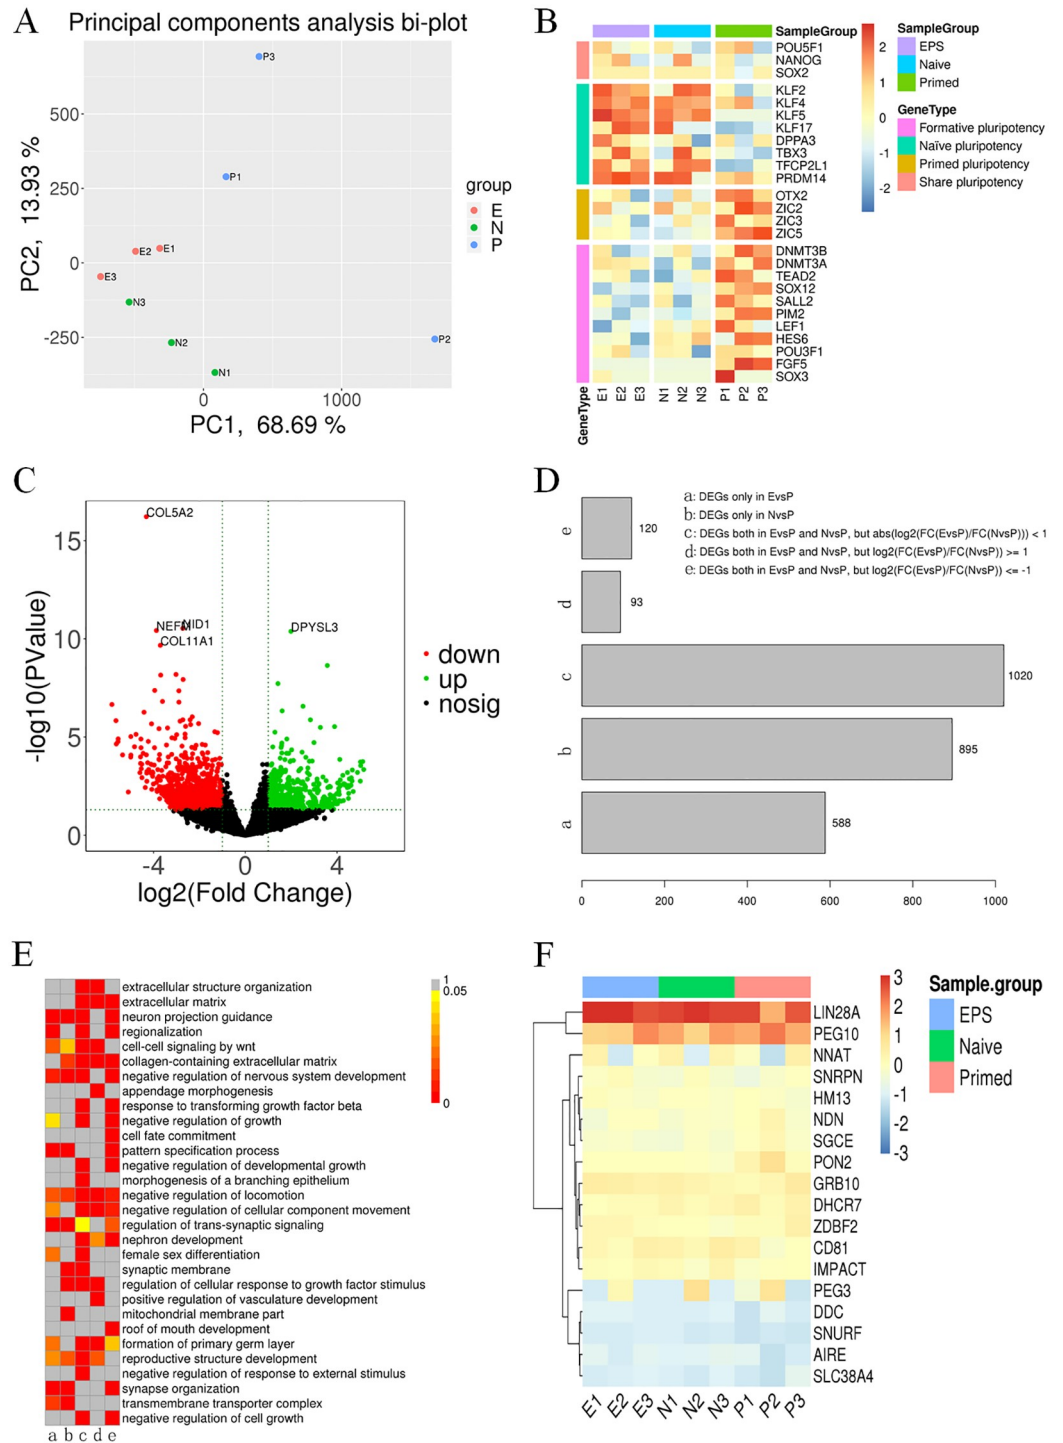 A
Principal components analysis bi-plot
P3
P1
E2
E1
E3
N3
N2
N1
P2
500
250
0
-250
0
1000
PC2, 13.93 %
PC1, 68.69 %
group
E
N
P
B
SampleGroup
POU5F1
NANOG
SOX2
KLF2
KLF4
KLF5
KLF17
DPPA3
TBX3
TFCP2L1
PRDM14
OTX2
ZIC2
ZIC3
ZIC5
DNMT3B
DNMT3A
TEAD2
SOX12
SALL2
PIM2
LEF1
HES6
POU3F1
FGF5
SOX3
GeneType
E1
E2
E3
N1
N2
N3
P1
P2
P3
2
1
0
-1
-2
SampleGroup
EPS
Naive
Primed
GeneType
Formative pluripotency
Naïve pluripotency
Primed pluripotency
Share pluripotency
C
COL5A2
NEFM
NID1
COL11A1
DPYSL3
15
10
5
0
-4
0
4
-log10(PValue)
log2(Fold Change)
down
up
nosig
D
a: DEGs only in EvsP
b: DEGs only in NvsP
c: DEGs both in EvsP and NvsP, but abs(log2(FC(EvsP)/FC(NvsP))) < 1
d: DEGs both in EvsP and NvsP, but log2(FC(EvsP)/FC(NvsP)) >= 1
e: DEGs both in EvsP and NvsP, but log2(FC(EvsP)/FC(NvsP)) <= -1
e
120
d
93
c
1020
b
895
a
588
0
200
400
600
800
1000
E
extracellular structure organization
extracellular matrix
neuron projection guidance
regionalization
cell-cell signaling by wnt
collagen-containing extracellular matrix
negative regulation of nervous system development
appendage morphogenesis
response to transforming growth factor beta
negative regulation of growth
cell fate commitment
pattern specification process
negative regulation of developmental growth
morphogenesis of a branching epithelium
negative regulation of locomotion
negative regulation of cellular component movement
regulation of trans-synaptic signaling
nephron development
female sex differentiation
synaptic membrane
regulation of cellular response to growth factor stimulus
positive regulation of vasculature development
mitochondrial membrane part
roof of mouth development
formation of primary germ layer
reproductive structure development
negative regulation of response to external stimulus
synapse organization
transmembrane transporter complex
negative regulation of cell growth
a b c d e
1
0.05
0
F
LIN28A
PEG10
NNAT
SNRPN
HM13
NDN
SGCE
PON2
GRB10
DHCR7
ZDBF2
CD81
IMPACT
PEG3
DDC
SNURF
AIRE
SLC38A4
E1
E2
E3
N1
N2
N3
P1
P2
P3
3
2
1
0
-1
-2
-3
Sample.group
EPS
Naive
Primed